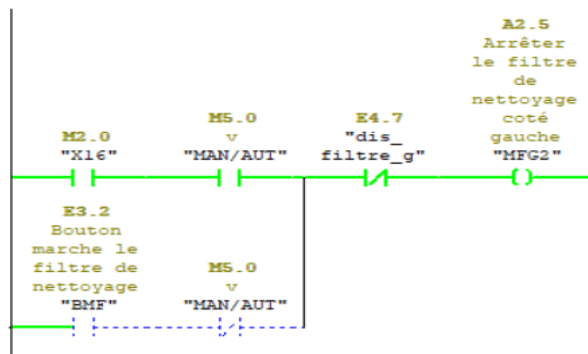 A2.5
Arrêter
le filtre
de
nettoyage
coté
gauche
"MFG2"
E4.7
"dis_
filtre_g"
M5.0
v
"MAN/AUT"
M2.0
"X16"
E3.2
Bouton
marche le
filtre de
nettoyage
"BMF"
M5.0
v
"MAN/AUT"